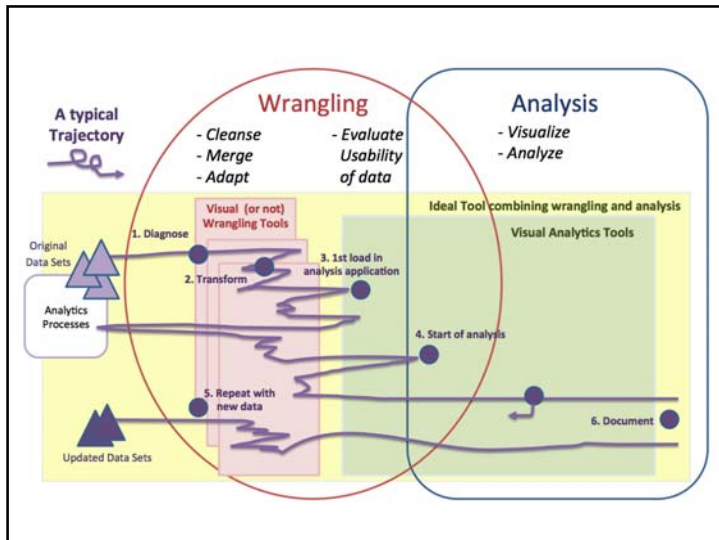 A typical
Trajectory
Wrangling
- Cleanse
- Merge
- Adapt
- Evaluate
Usability
of data
Analysis
- Visualize
- Analyze
Ideal Tool combining wrangling and analysis
Visual (or not)
Wrangling Tools
Visual Analytics Tools
1. Diagnose
Original
Data Sets
2. Transform
3. 1st load in
analysis application
Analytics
Processes
4. Start of analysis
5. Repeat with
new data
6. Document
Updated Data Sets